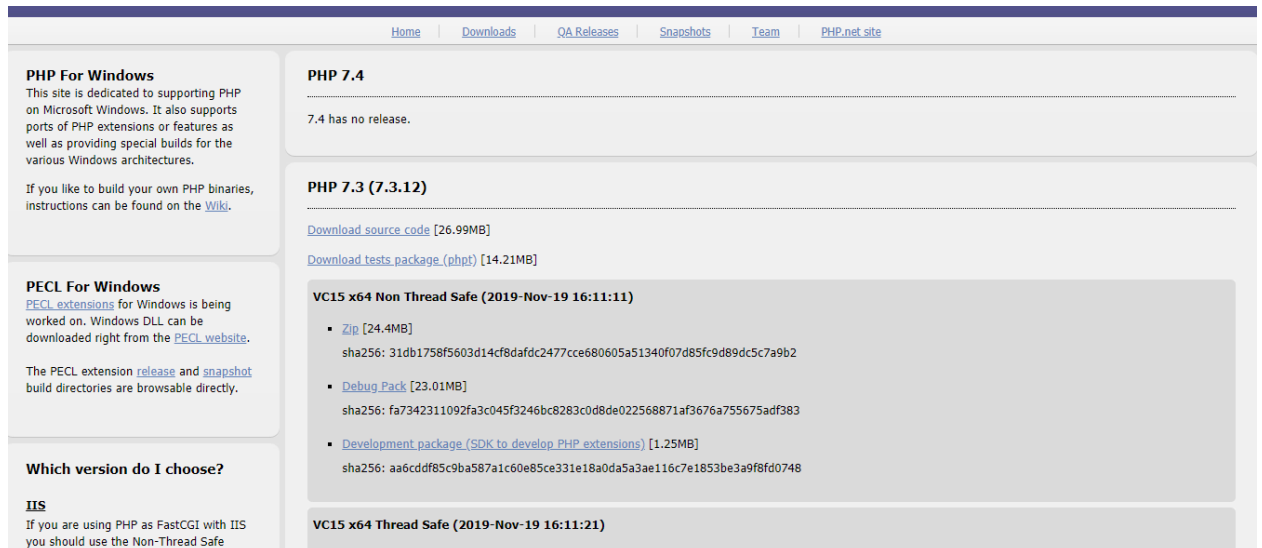 Home Downloads QA Releases Snapshots Team PHP.net site
PHP For Windows
This site is dedicated to supporting PHP
on Microsoft Windows. It also supports
ports of PHP extensions or features as
well as providing special builds for the
various Windows architectures.
If you like to build your own PHP binaries,
instructions can be found on the Wiki.
PECL For Windows
PECL extensions for Windows is being
worked on. Windows DLL can be
downloaded right from the PECL website.
The PECL extension release and snapshot
build directories are browsable directly.
Which version do I choose?
IIS
If you are using PHP as FastCGI with IIS
you should use the Non-Thread Safe
PHP 7.4
7.4 has no release.
PHP 7.3 (7.3.12)
Download source code [26.99MB]
Download tests package (phpt) [14.21MB]
VC15 x64 Non Thread Safe (2019-Nov-19 16:11:11)
Zip [24.4MB]
sha256: 31db1758f5603d14cf8dafdc2477cce680605a51340f07d85fc9d89dc5c7a9b2
Debug Pack [23.01MB]
sha256: fa7342311092fa3c045f3246bc8283c0d8de022568871af3676a755675adf383
Development package (SDK to develop PHP extensions) [1.25MB]
sha256: aa6cddf85c9ba587a1c60e85ce331e18a0da5a3ae116c7e1853be3a9f8fd0748
VC15 x64 Thread Safe (2019-Nov-19 16:11:21)